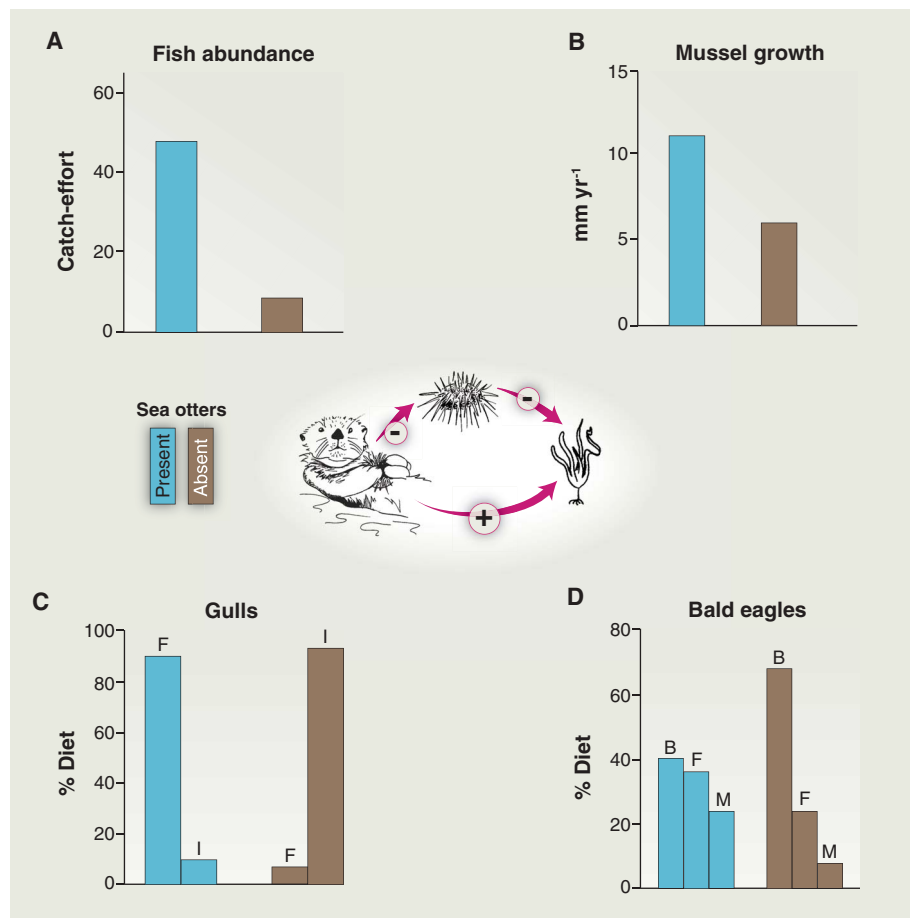 A
Fish abundance
Catch-effort
60
40
20
0
B
Mussel growth
mm yr⁻¹
15
10
5
0
Sea otters
Present
Absent
-
-
+
C
Gulls
% Diet
100
80
60
40
20
0
F
I
F
I
D
Bald eagles
% Diet
80
60
40
20
0
B
F
M
B
F
M